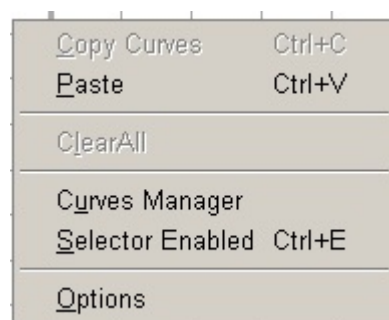 Copy Curves Ctrl+C
Paste Ctrl+V
ClearAll
Curves Manager
Selector Enabled Ctrl+E
Options